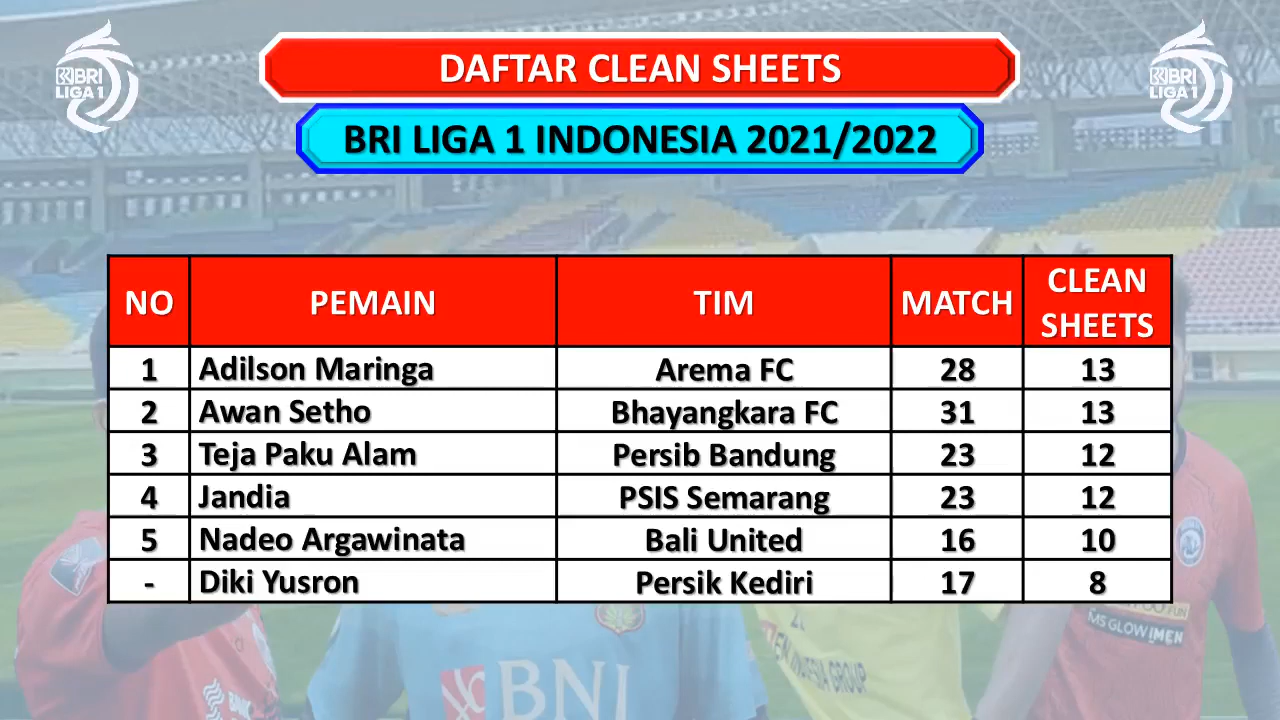 BRI
LIGA 1
DAFTAR CLEAN SHEETS
BRI
LIGA 1
BRI LIGA 1 INDONESIA 2021/2022
NO PEMAIN TIM MATCH CLEAN SHEETS
1 Adilson Maringa Arema FC 28 13
2 Awan Setho Bhayangkara FC 31 13
3 Teja Paku Alam Persib Bandung 23 12
4 Jandia PSIS Semarang 23 12
5 Nadeo Argawinata Bali United 16 10
- Diki Yusron Persik Kediri 17 8
MS GLOW MEN
BNI
GROUP